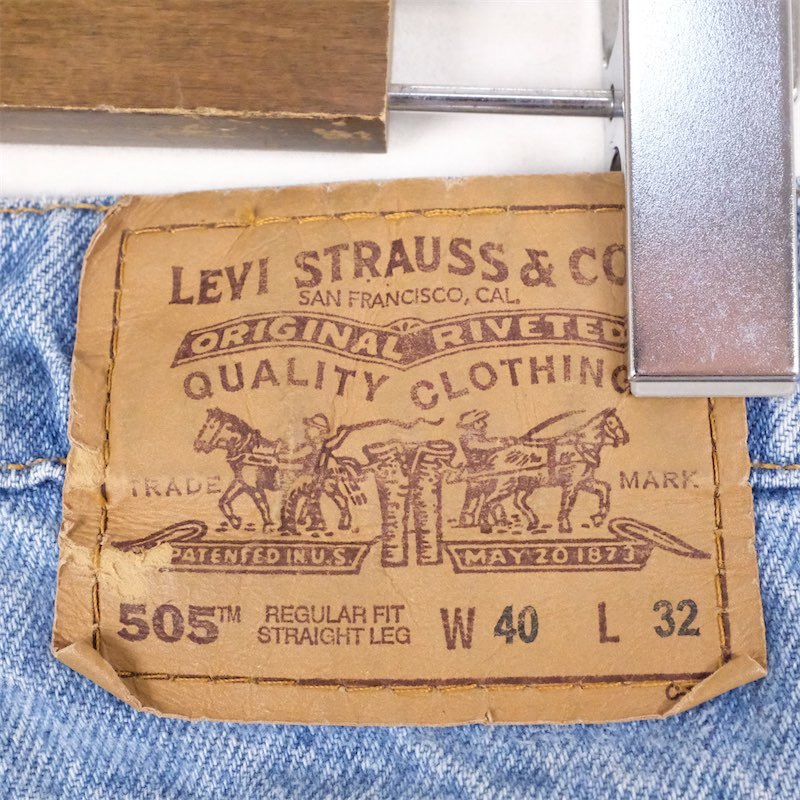 LEVI STRAUSS & CO
SAN FRANCISCO, CAL.
ORIGINAL RIVETED
QUALITY CLOTHING
TRADE MARK
PATENTED IN U.S. MAY 20 1873
505™ REGULAR FIT STRAIGHT LEG W 40 L 32